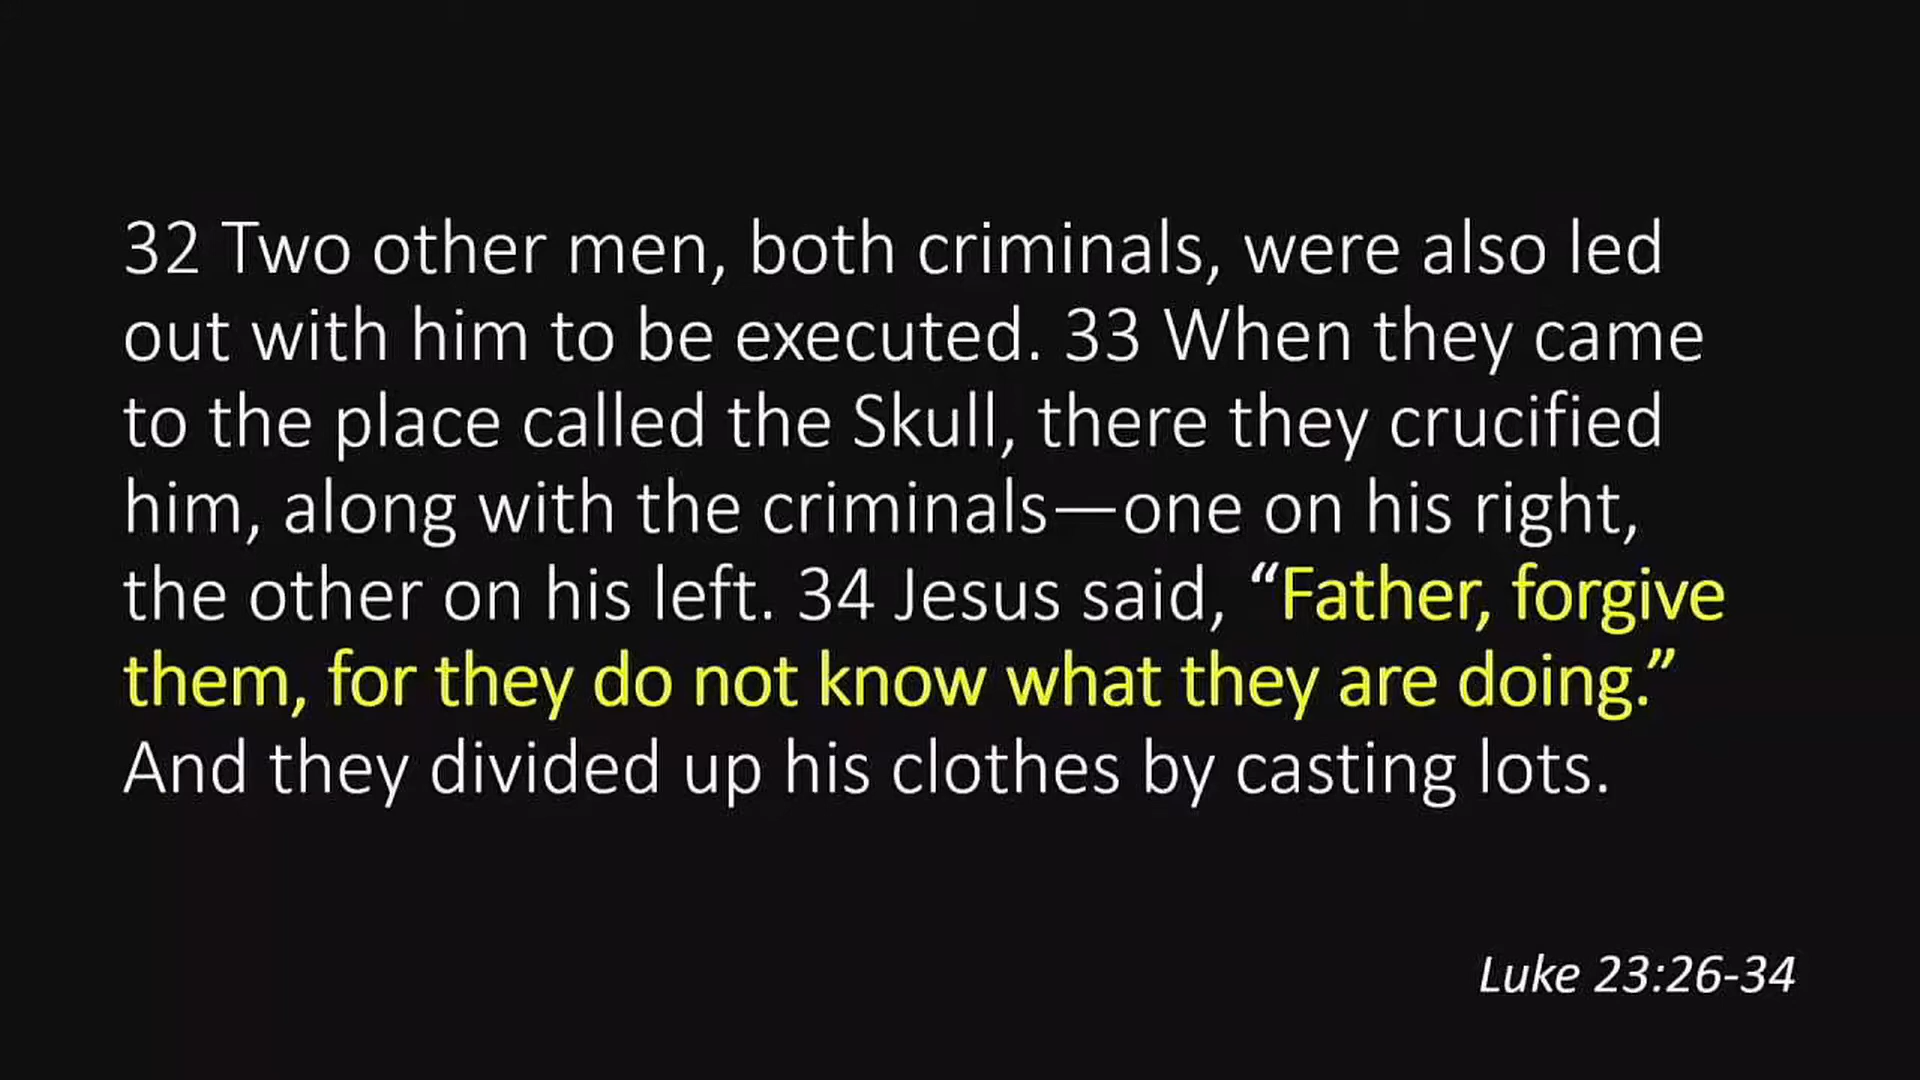 32 Two other men, both criminals, were also led
out with him to be executed. 33 When they came
to the place called the Skull, there they crucified
him, along with the criminals—one on his right,
the other on his left. 34 Jesus said, “Father, forgive
them, for they do not know what they are doing.”
And they divided up his clothes by casting lots.
Luke 23:26-34